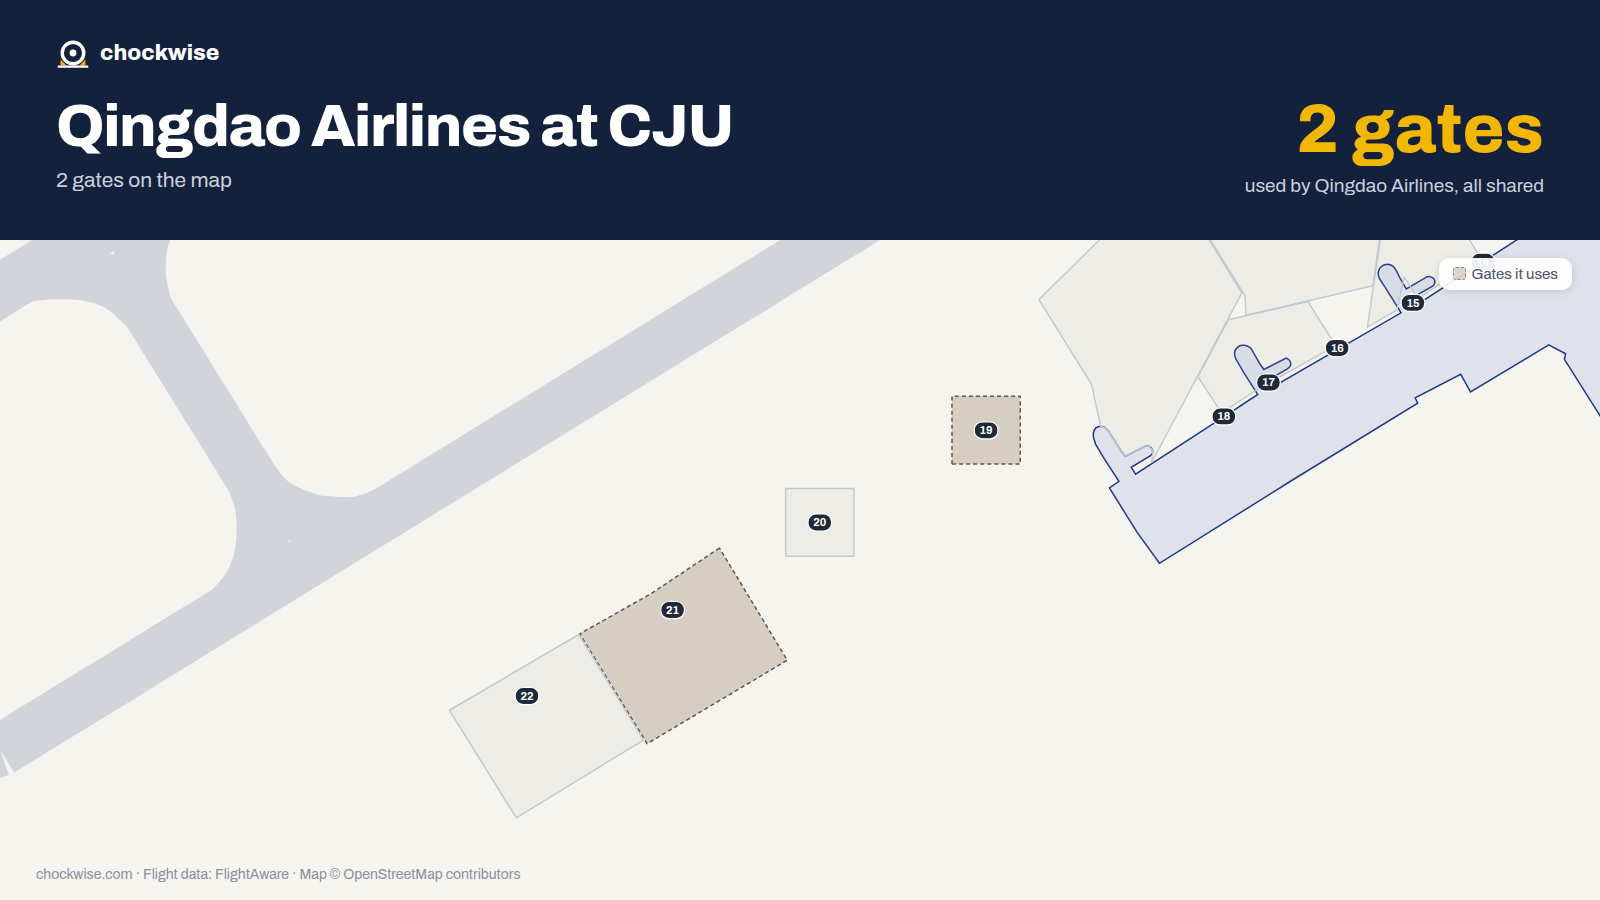 chockwise
Qingdao Airlines at CJU
2 gates on the map
2 gates
used by Qingdao Airlines, all shared
Gates it uses
15
16
17
18
19
20
21
22
chockwise.com · Flight data: FlightAware · Map © OpenStreetMap contributors